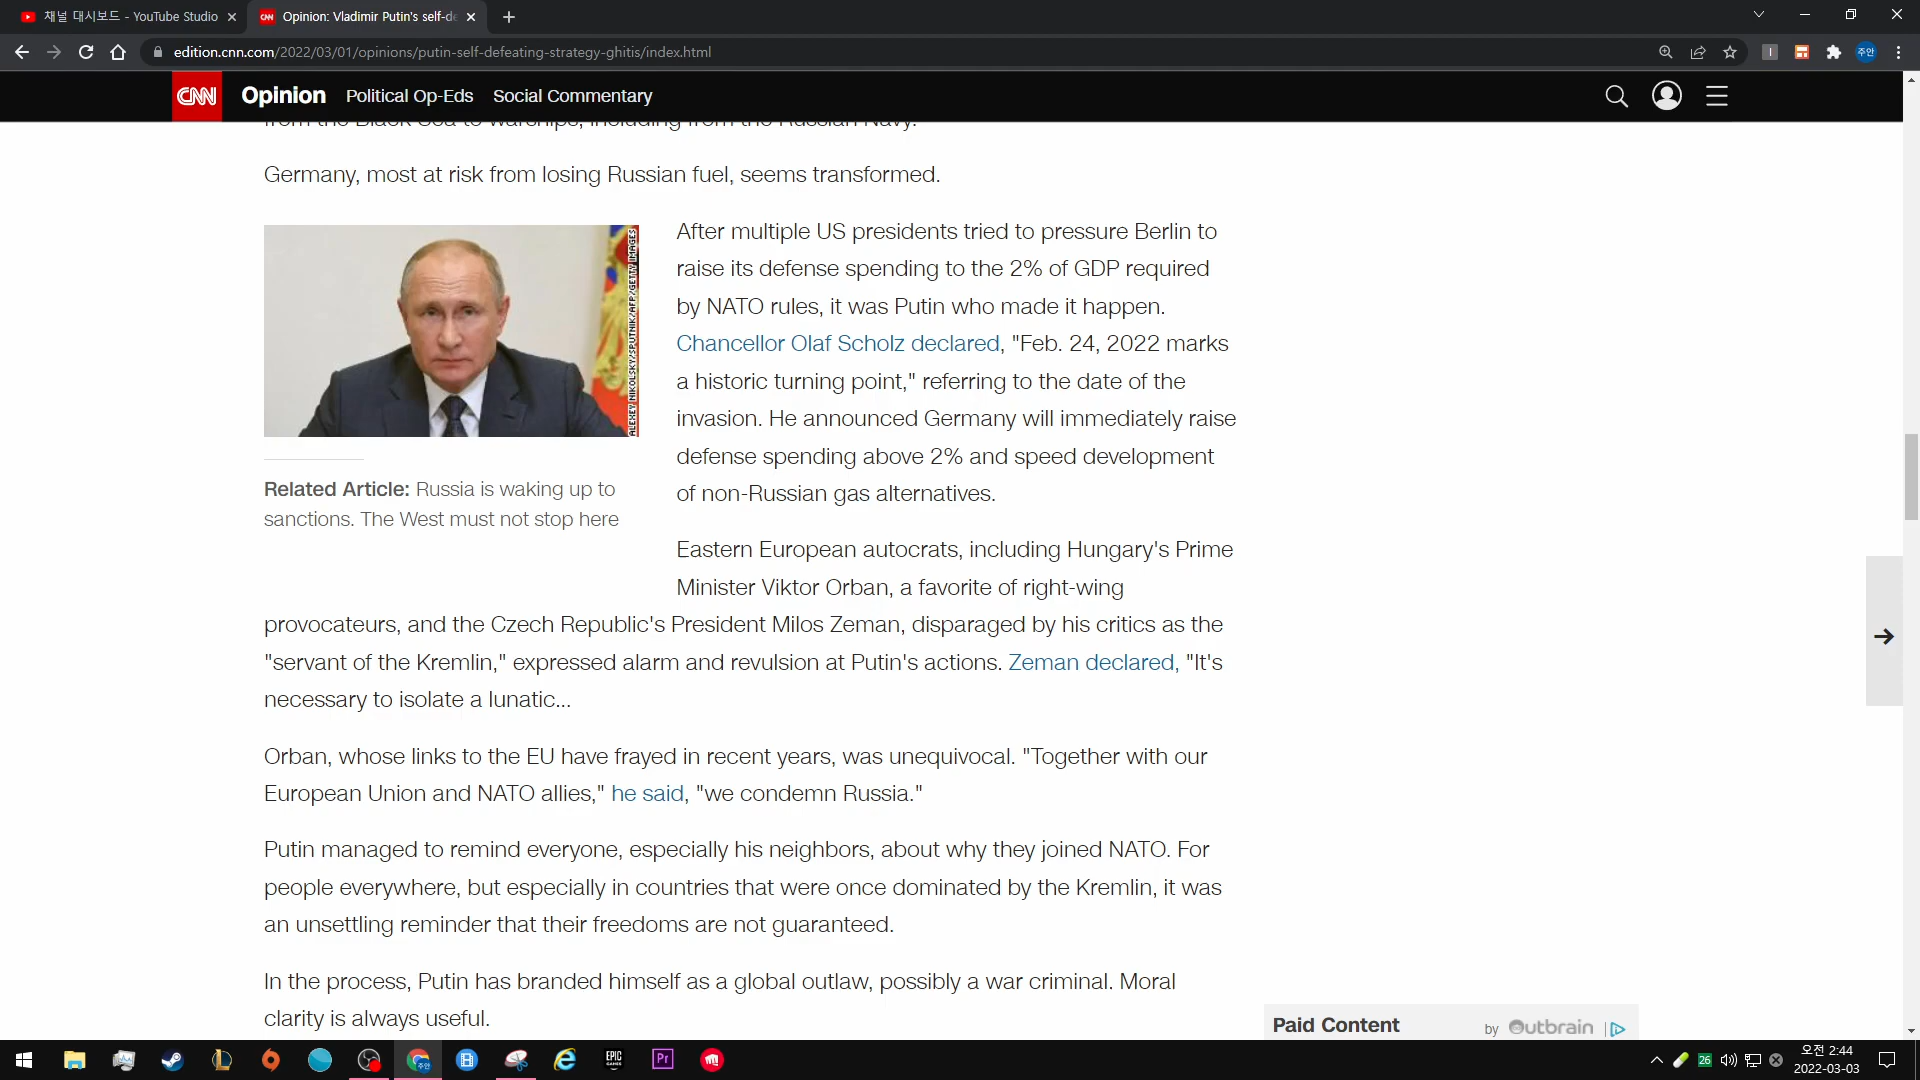 채널 대시보드 - YouTube Studio
Opinion: Vladimir Putin's self-de
edition.cnn.com/2022/03/01/opinions/putin-self-defeating-strategy-ghitis/index.html
주안
CNN Opinion Political Op-Eds Social Commentary
from the Black Sea to warships, including from the Russian Navy.
Germany, most at risk from losing Russian fuel, seems transformed.
ALEXEY NIKOLSKY/SPUTNIK/AFP/GETTY IMAGES
Related Article: Russia is waking up to
sanctions. The West must not stop here
After multiple US presidents tried to pressure Berlin to
raise its defense spending to the 2% of GDP required
by NATO rules, it was Putin who made it happen.
Chancellor Olaf Scholz declared, "Feb. 24, 2022 marks
a historic turning point," referring to the date of the
invasion. He announced Germany will immediately raise
defense spending above 2% and speed development
of non-Russian gas alternatives.
Eastern European autocrats, including Hungary's Prime
Minister Viktor Orban, a favorite of right-wing
provocateurs, and the Czech Republic's President Milos Zeman, disparaged by his critics as the
"servant of the Kremlin," expressed alarm and revulsion at Putin's actions. Zeman declared, "It's
necessary to isolate a lunatic...
Orban, whose links to the EU have frayed in recent years, was unequivocal. "Together with our
European Union and NATO allies," he said, "we condemn Russia."
Putin managed to remind everyone, especially his neighbors, about why they joined NATO. For
people everywhere, but especially in countries that were once dominated by the Kremlin, it was
an unsettling reminder that their freedoms are not guaranteed.
In the process, Putin has branded himself as a global outlaw, possibly a war criminal. Moral
clarity is always useful.
Paid Content by Outbrain
주안
EPIC GAMES
Pr
26
오전 2:44
2022-03-03